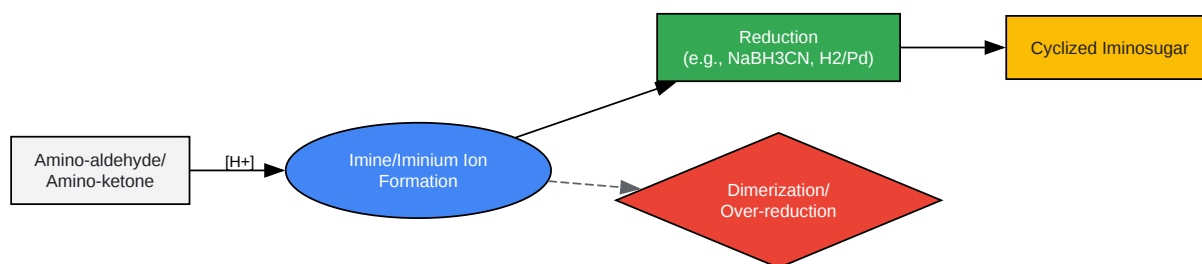 Amino-aldehyde/
Amino-ketone
[H+]
Imine/Iminium Ion
Formation
Reduction
(e.g., NaBH3CN, H2/Pd)
Cyclized Iminosugar
Dimerization/
Over-reduction